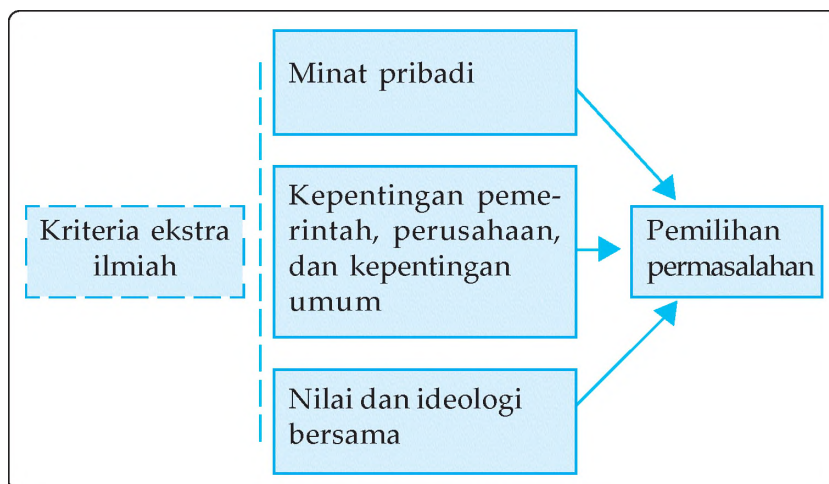 Minat pribadi
Kriteria ekstra
ilmiah
Kepentingan peme-
rintah, perusahaan,
dan kepentingan
umum
Nilai dan ideologi
bersama
Pemilihan
permasalahan